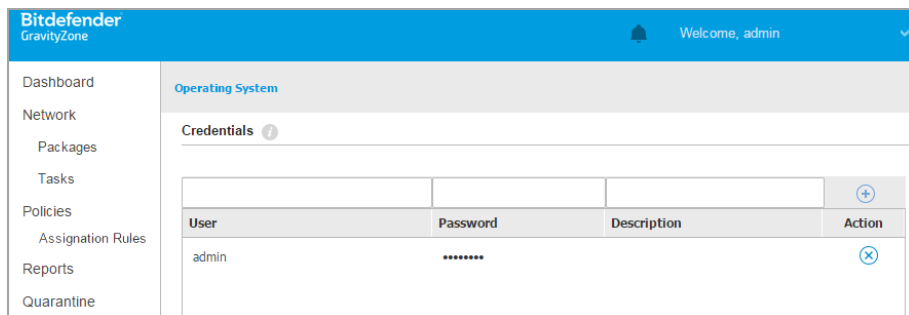 Bitdefender
GravityZone
Welcome, admin
Dashboard
Network
Packages
Tasks
Policies
Assignation Rules
Reports
Quarantine
Operating System
Credentials
User Password Description Action
admin ••••••••